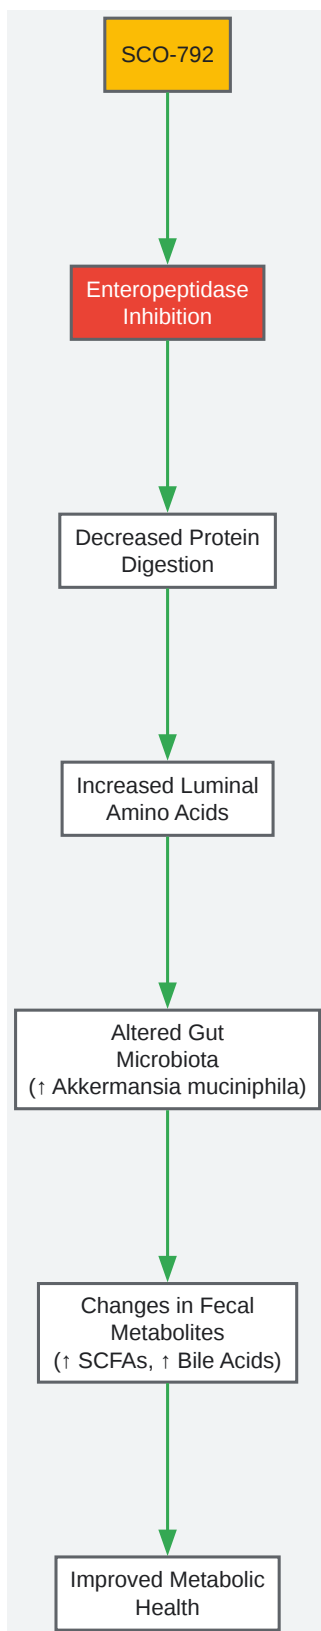 SCO-792
Enteropeptidase
Inhibition
Decreased Protein
Digestion
Increased Luminal
Amino Acids
Altered Gut
Microbiota
(↑ Akkermansia muciniphila)
Changes in Fecal
Metabolites
(↑ SCFAs, ↑ Bile Acids)
Improved Metabolic
Health